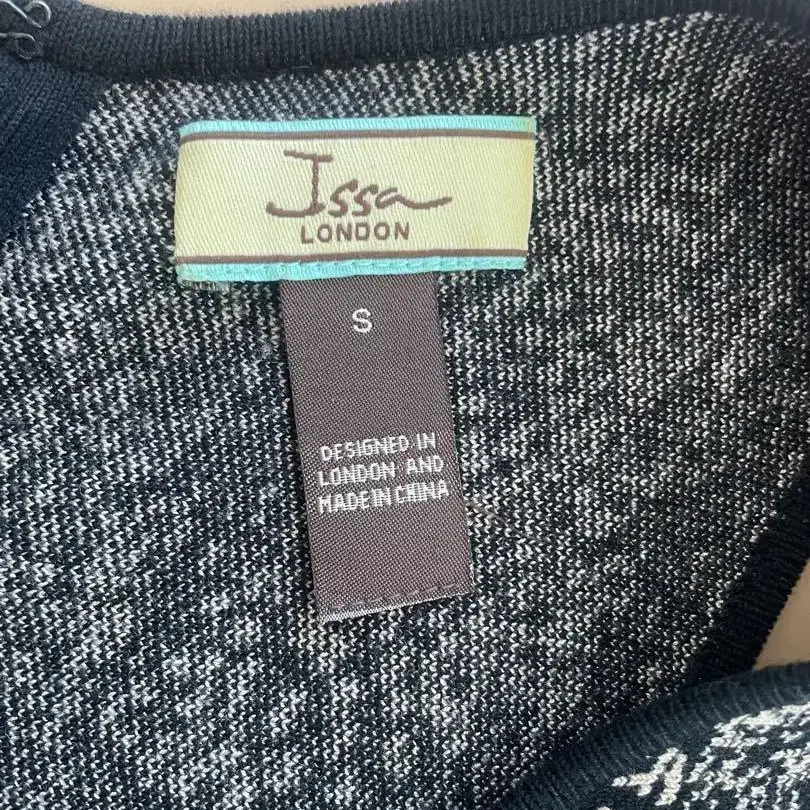 Issa
LONDON
S
DESIGNED IN
LONDON AND
MADE IN CHINA